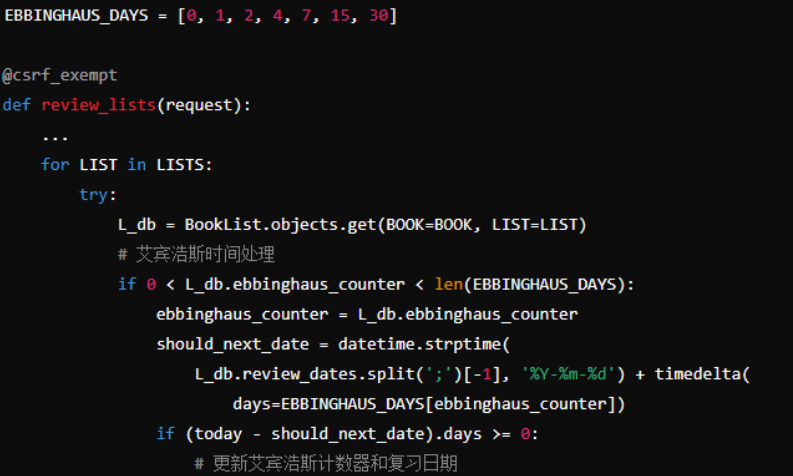 EBBINGHAUS_DAYS = [0, 1, 2, 4, 7, 15, 30]
@csrf_exempt
def review_lists(request):
    ...
    for LIST in LISTS:
        try:
            L_db = BookList.objects.get(BOOK=BOOK, LIST=LIST)
            # 艾宾浩斯时间处理
            if 0 < L_db.ebbinghaus_counter < len(EBBINGHAUS_DAYS):
                ebbinghaus_counter = L_db.ebbinghaus_counter
                should_next_date = datetime.strptime(
                    L_db.review_dates.split(';')[-1], '%Y-%m-%d') + timedelta(
                        days=EBBINGHAUS_DAYS[ebbinghaus_counter])
                if (today - should_next_date).days >= 0:
                    # 更新艾宾浩斯计数器和复习日期